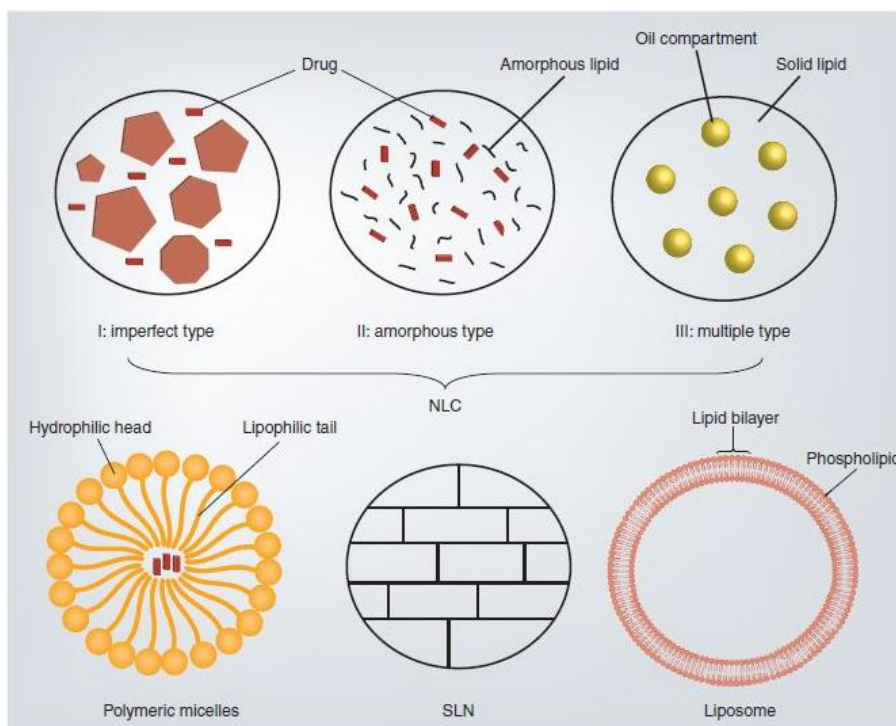 Oil compartment
Drug
Amorphous lipid
Solid lipid
I: imperfect type
II: amorphous type
III: multiple type
NLC
Hydrophilic head
Lipophilic tail
Lipid bilayer
Phospholipid
Polymeric micelles
SLN
Liposome